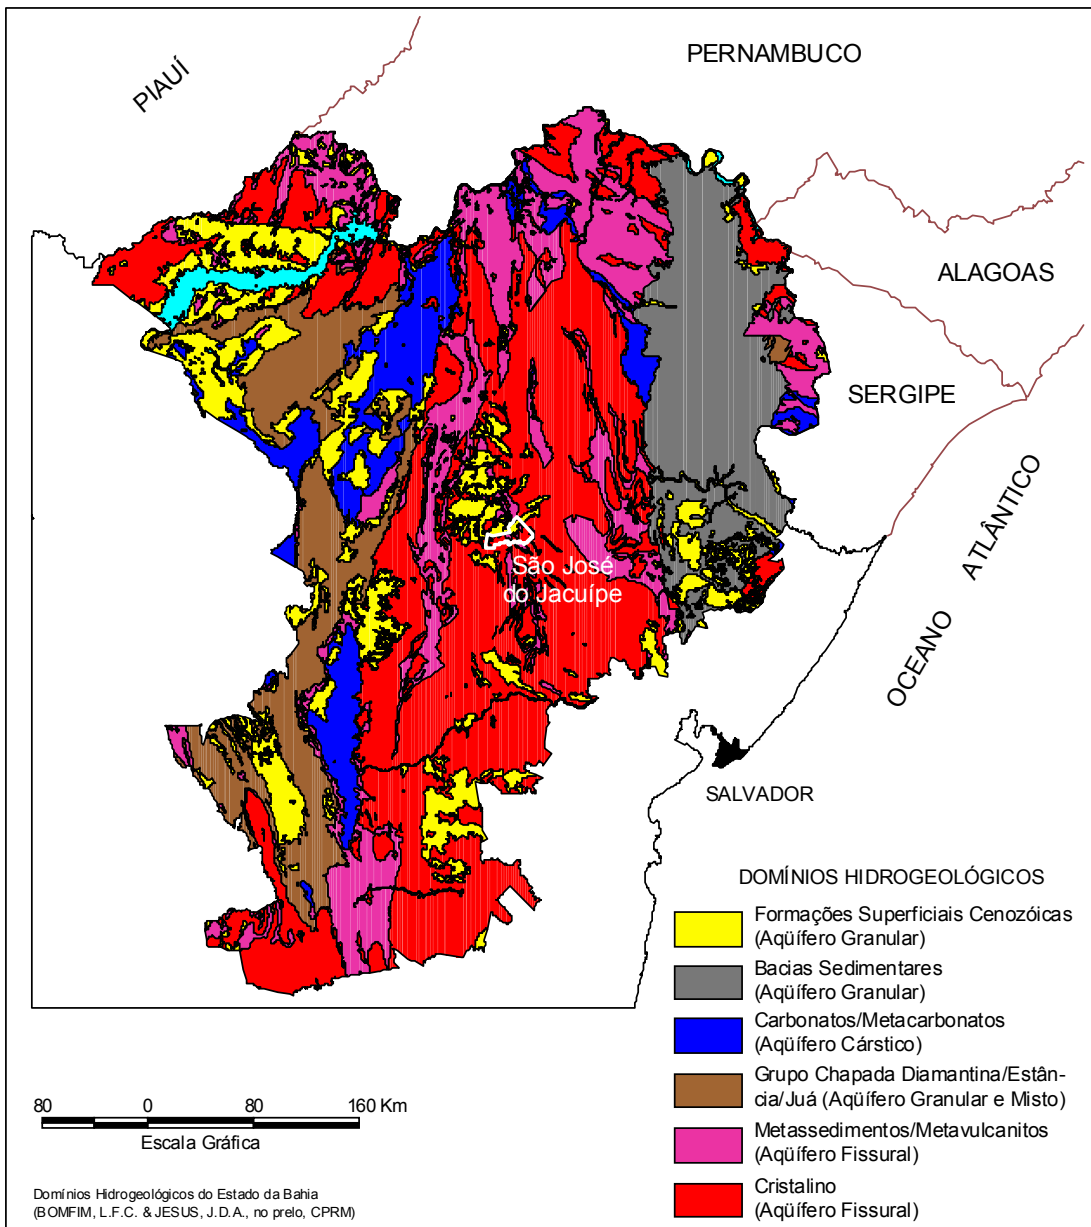 PIAUÍ
PERNAMBUCO
ALAGOAS
SERGIPE
OCEANO ATLÂNTICO
São José
do Jacuípe
SALVADOR
DOMÍNIOS HIDROGEOLÓGICOS
Formações Superficiais Cenozóicas
(Aqüífero Granular)
Bacias Sedimentares
(Aqüífero Granular)
Carbonatos/Metacarbonatos
(Aqüífero Cárstico)
Grupo Chapada Diamantina/Estân-
cia/Juá (Aqüífero Granular e Misto)
Metassedimentos/Metavulcanitos
(Aqüífero Fissural)
Cristalino
(Aqüífero Fissural)
80 0 80 160 Km
Escala Gráfica
Domínios Hidrogeológicos do Estado da Bahia
(BOMFIM, L.F.C. & JESUS, J.D.A., no prelo, CPRM)